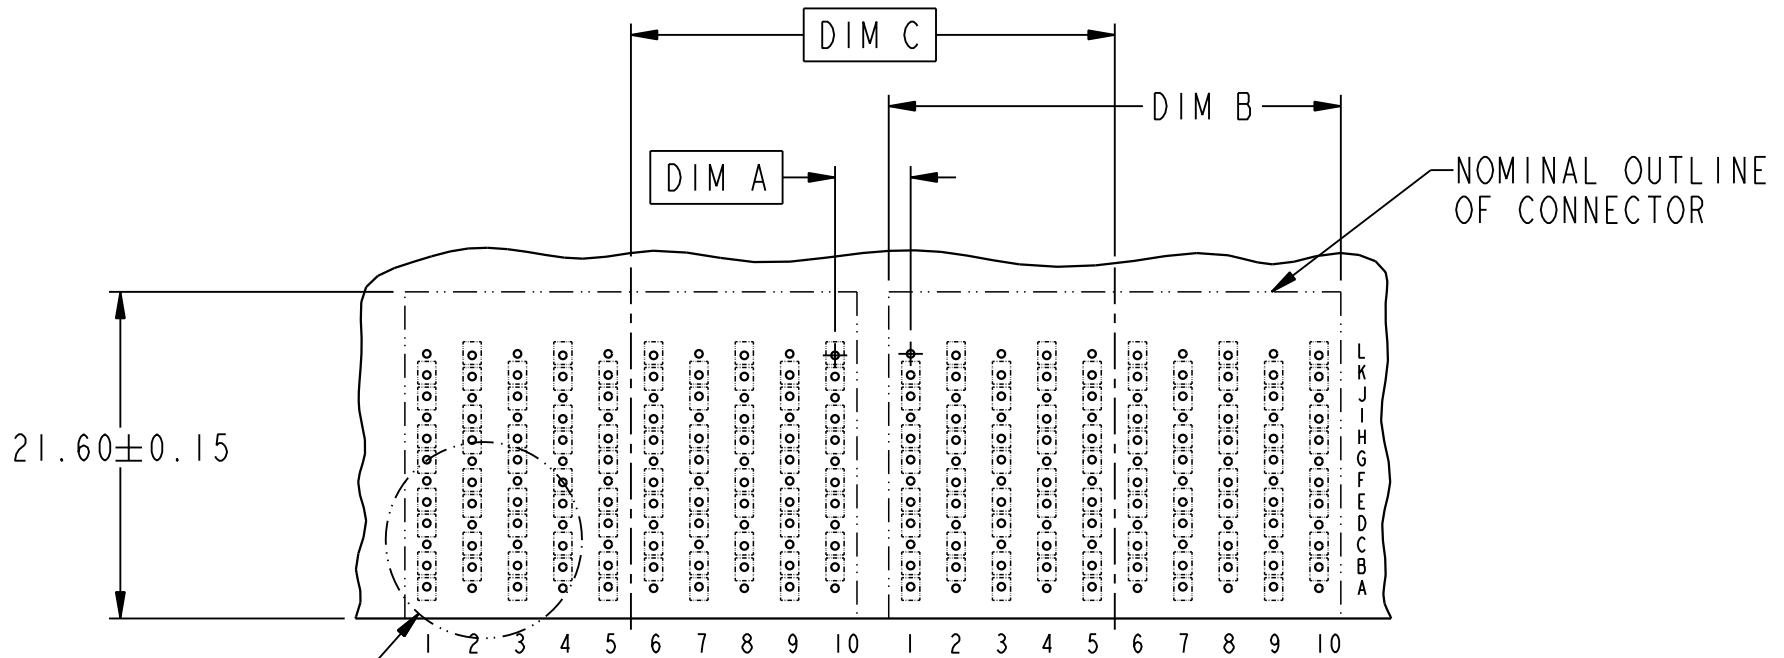 DIM C
DIM B
DIM A
NOMINAL OUTLINE
OF CONNECTOR
21.60±0.15
L
K
J
I
H
G
F
E
D
C
B
A
1 2 3 4 5 6 7 8 9 10 1 2 3 4 5 6 7 8 9 10